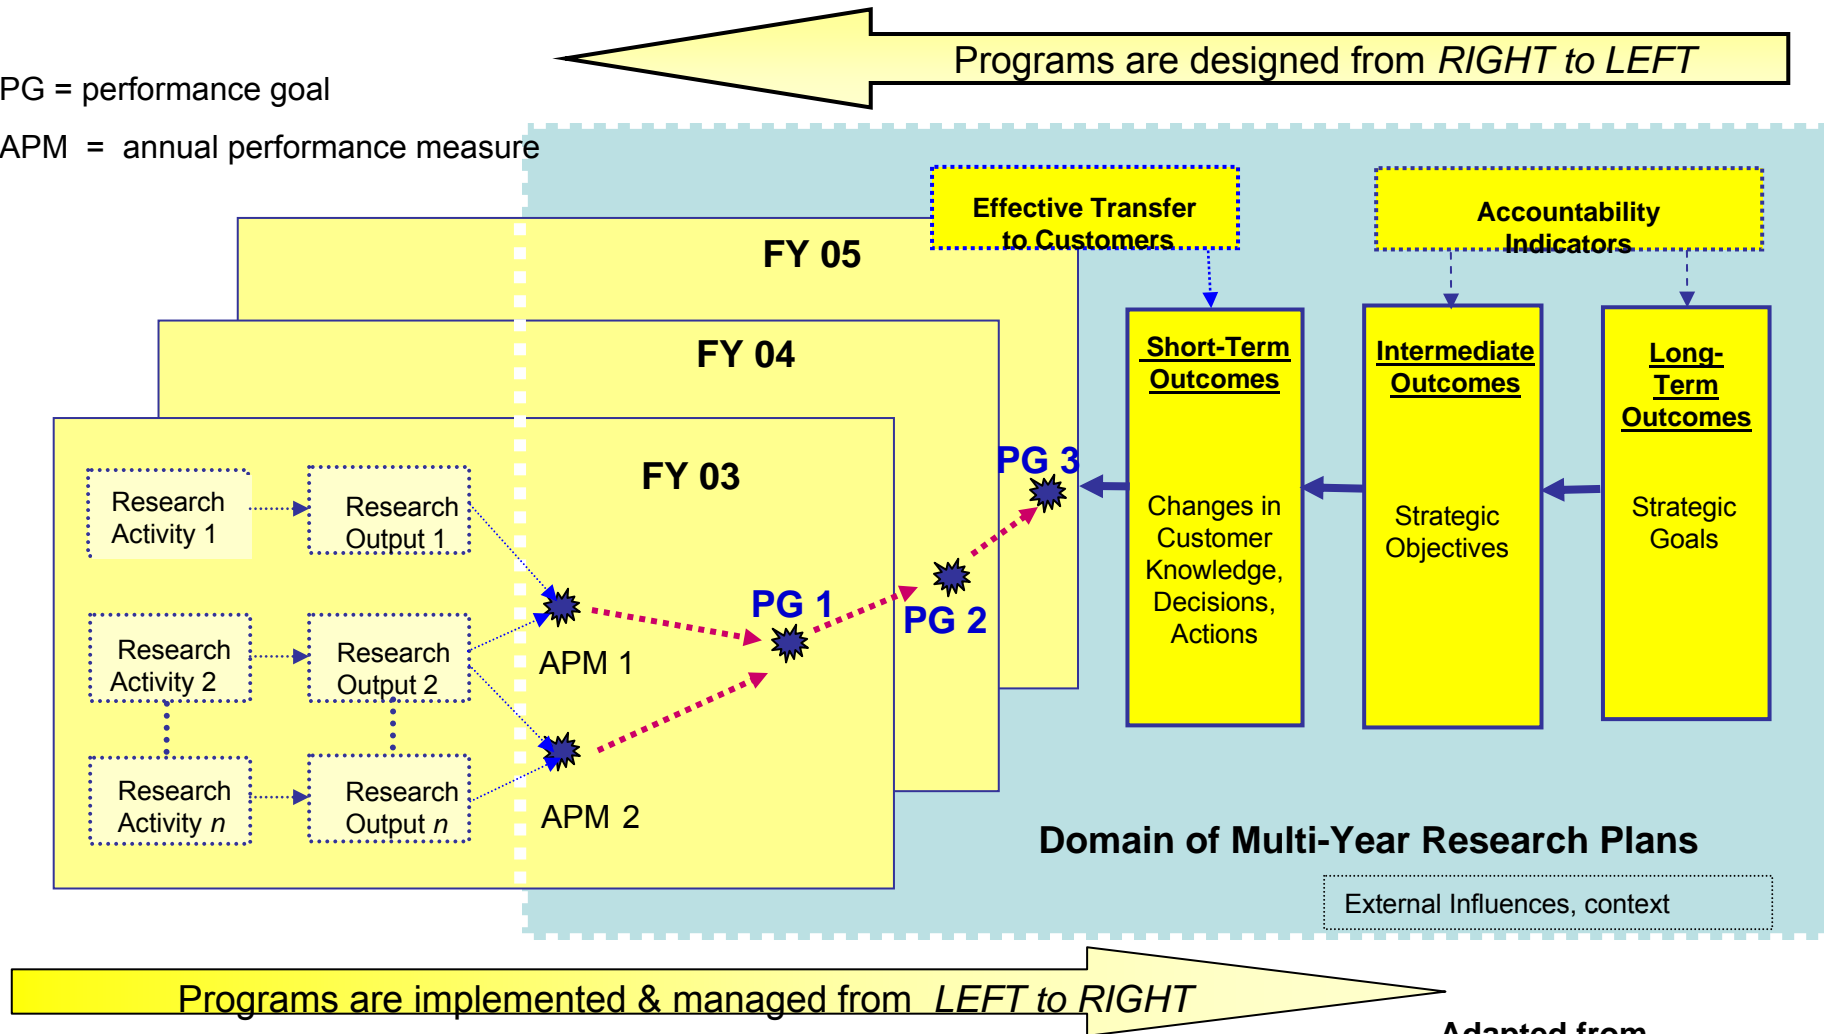 Programs are designed from RIGHT to LEFT
PG = performance goal
APM = annual performance measure
Effective Transfer
to Customers
Accountability
Indicators
FY 05
FY 04
FY 03
Short-Term
Outcomes
Changes in
Customer
Knowledge,
Decisions,
Actions
Intermediate
Outcomes
Strategic
Objectives
Long-
Term
Outcomes
Strategic
Goals
Research
Activity 1
Research
Output 1
Research
Activity 2
Research
Output 2
Research
Activity n
Research
Output n
APM 1
APM 2
PG 1
PG 2
PG 3
Domain of Multi-Year Research Plans
External Influences, context
Programs are implemented & managed from LEFT to RIGHT
Adapted from